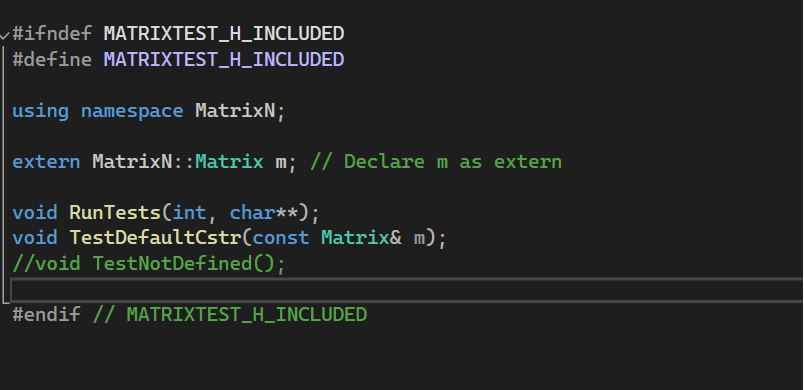 #ifndef MATRIXTEST_H_INCLUDED
#define MATRIXTEST_H_INCLUDED
using namespace MatrixN;
extern MatrixN::Matrix m; // Declare m as extern
void RunTests(int, char**);
void TestDefaultCstr(const Matrix& m);
//void TestNotDefined();
#endif // MATRIXTEST_H_INCLUDED